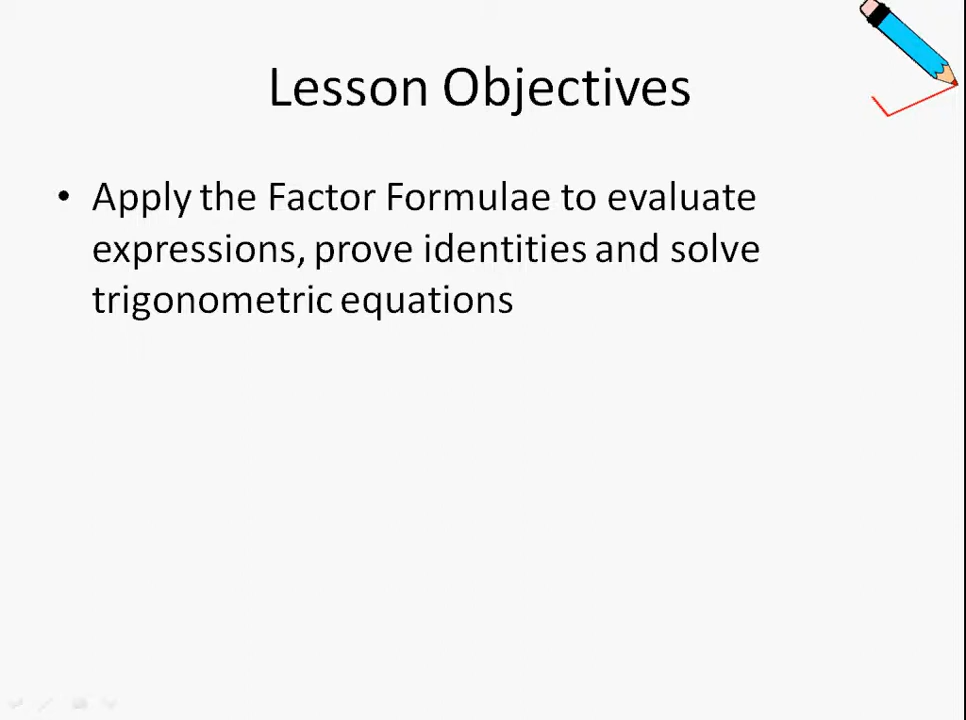 Lesson Objectives
• Apply the Factor Formulae to evaluate
expressions, prove identities and solve
trigonometric equations